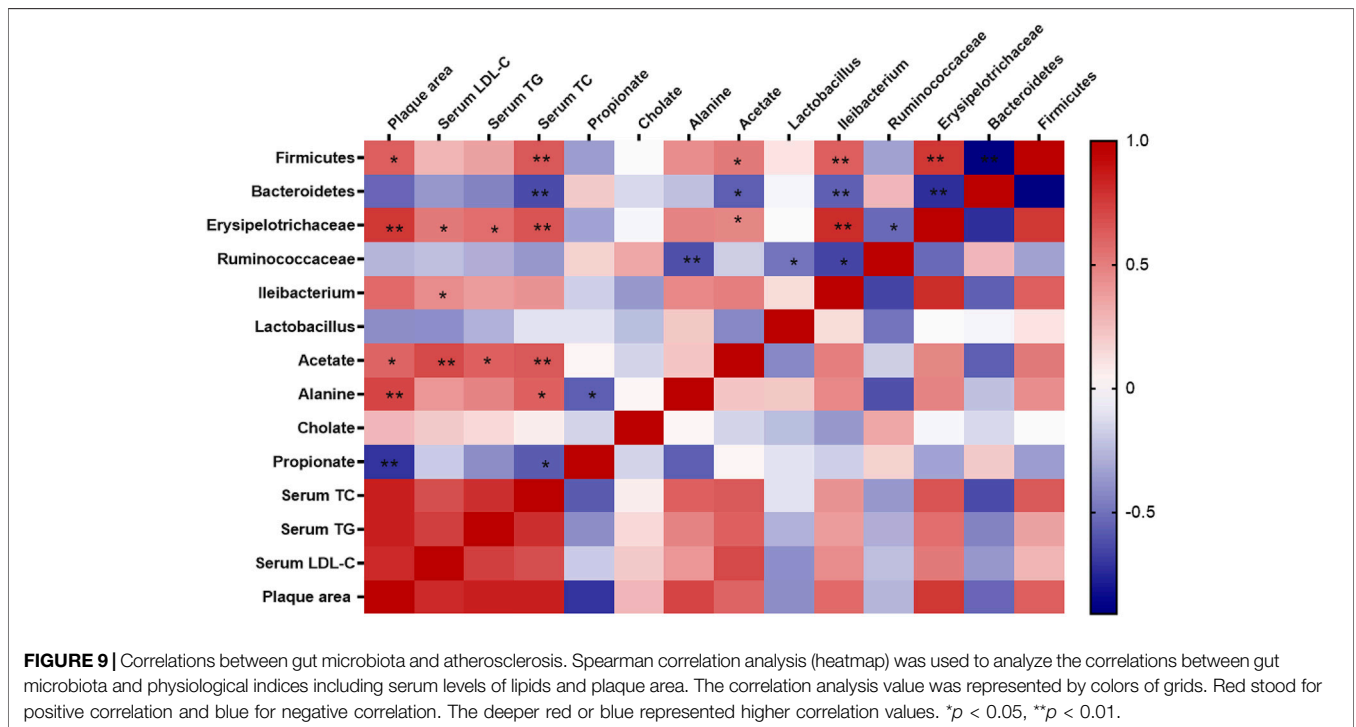 Plaque area
Serum LDL-C
Serum TG
Serum TC
Propionate
Cholate
Alanine
Acetate
Lactobacillus
Ileibacterium
Ruminococcaceae
Erysipelotrichaceae
Bacteroidetes
Firmicutes
Firmicutes * ** * ** ** **
Bacteroidetes ** * ** **
Erysipelotrichaceae ** * * ** * ** *
Ruminococcaceae ** * *
Ileibacterium *
Lactobacillus
Acetate * ** * **
Alanine ** * *
Cholate
Propionate ** *
Serum TC
Serum TG
Serum LDL-C
Plaque area
1.0
0.5
0
-0.5
FIGURE 9 | Correlations between gut microbiota and atherosclerosis. Spearman correlation analysis (heatmap) was used to analyze the correlations between gut
microbiota and physiological indices including serum levels of lipids and plaque area. The correlation analysis value was represented by colors of grids. Red stood for
positive correlation and blue for negative correlation. The deeper red or blue represented higher correlation values. *p < 0.05, **p < 0.01.